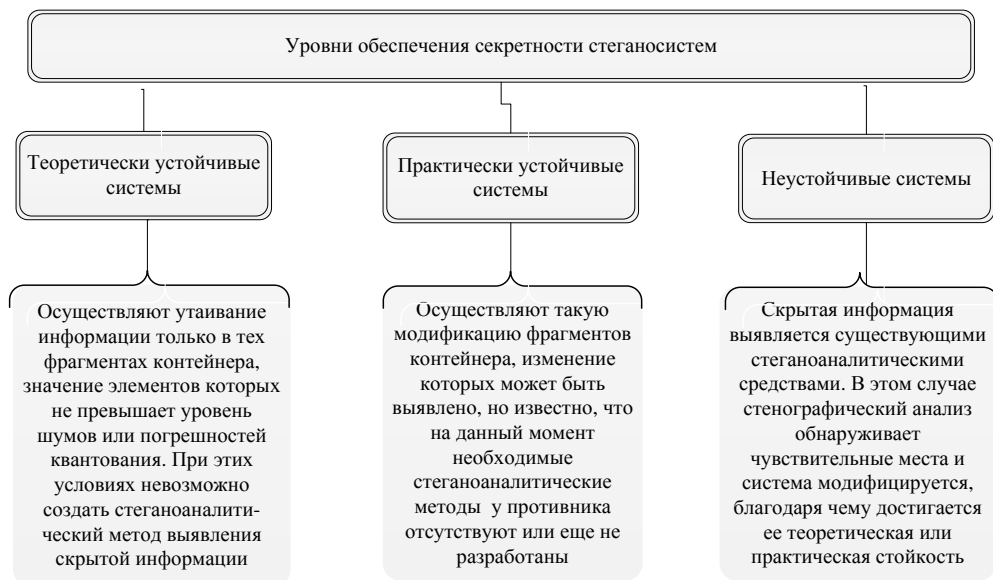 Уровни обеспечения секретности стеганосистем
Теоретически устойчивые
системы
Практически устойчивые
системы
Неустойчивые системы
Осуществляют утаивание
информации только в тех
фрагментах контейнера,
значение элементов которых
не превышает уровень
шумов или погрешностей
квантования. При этих
условиях невозможно
создать стеганоаналити-
ческий метод выявления
скрытой информации
Осуществляют такую
модификацию фрагментов
контейнера, изменение
которых может быть
выявлено, но известно, что
на данный момент
необходимые
стеганоаналитические
методы у противника
отсутствуют или еще не
разработаны
Скрытая информация
выявляется существующими
стеганоаналитическими
средствами. В этом случае
стенографический анализ
обнаруживает
чувствительные места и
система модифицируется,
благодаря чему достигается
ее теоретическая или
практическая стойкость